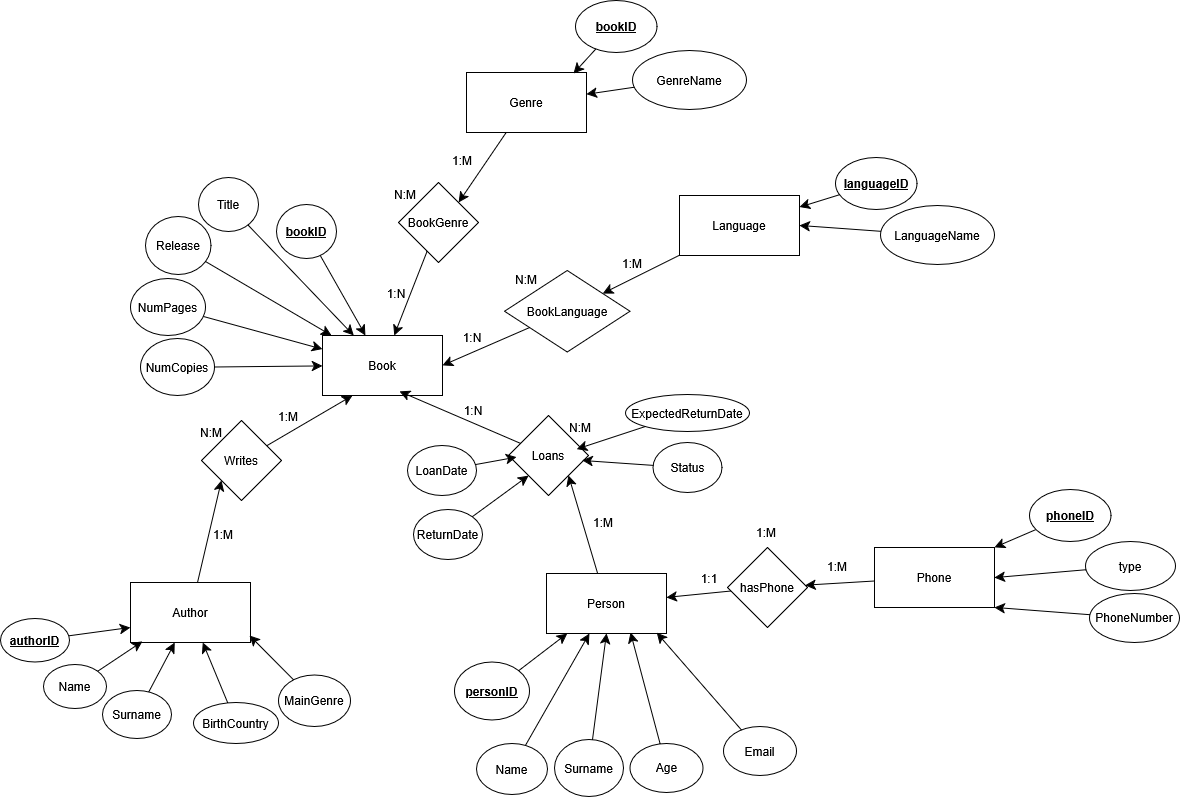 bookID
GenreName
Genre
1:M
N:M
BookGenre
1:N
languageID
LanguageName
Language
1:M
N:M
BookLanguage
1:N
Title
bookID
Release
NumPages
NumCopies
Book
1:M
N:M
Writes
1:M
1:N
N:M
Loans
ExpectedReturnDate
Status
LoanDate
ReturnDate
1:M
phoneID
type
PhoneNumber
Phone
1:M
1:M
hasPhone
1:1
Person
Author
authorID
Name
Surname
BirthCountry
MainGenre
personID
Name
Surname
Age
Email